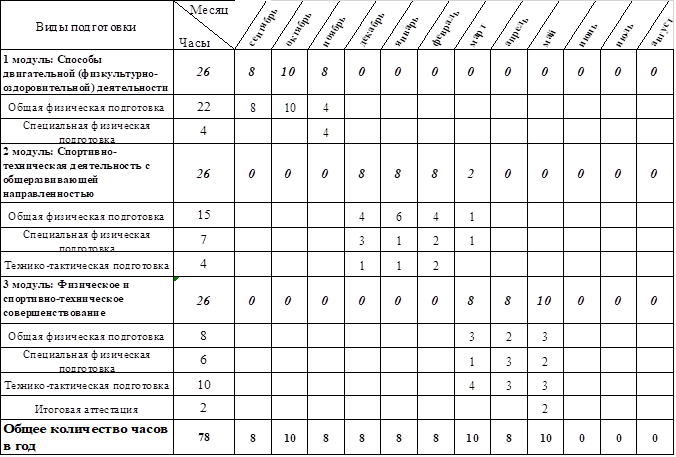 Виды подготовки Месяц сентябрь октябрь ноябрь декабрь январь февраль март апрель май июнь июль август
Часы
1 модуль: Способы
двигательной (физкультурно- 26 8 10 8 0 0 0 0 0 0 0 0 0
оздоровительной) деятельности
Общая физическая подготовка 22 8 10 4
Специальная физическая
подготовка 4 4
2 модуль: Спортивно-
техническая деятельность с
общеразвивающей 26 0 0 0 8 8 8 2 0 0 0 0 0
направленностью
Общая физическая подготовка 15 4 6 4 1
Специальная физическая
подготовка 7 3 1 2 1
Технико-тактическая подготовка 4 1 1 2
3 модуль: Физическое и
спортивно-техническое 26 0 0 0 0 0 0 8 8 10 0 0 0
совершенствование
Общая физическая подготовка 8 3 2 3
Специальная физическая
подготовка 6 1 3 2
Технико-тактическая подготовка 10 4 3 3
Итоговая аттестация 2 2
Общее количество часов
в год 78 8 10 8 8 8 8 10 8 10 0 0 0